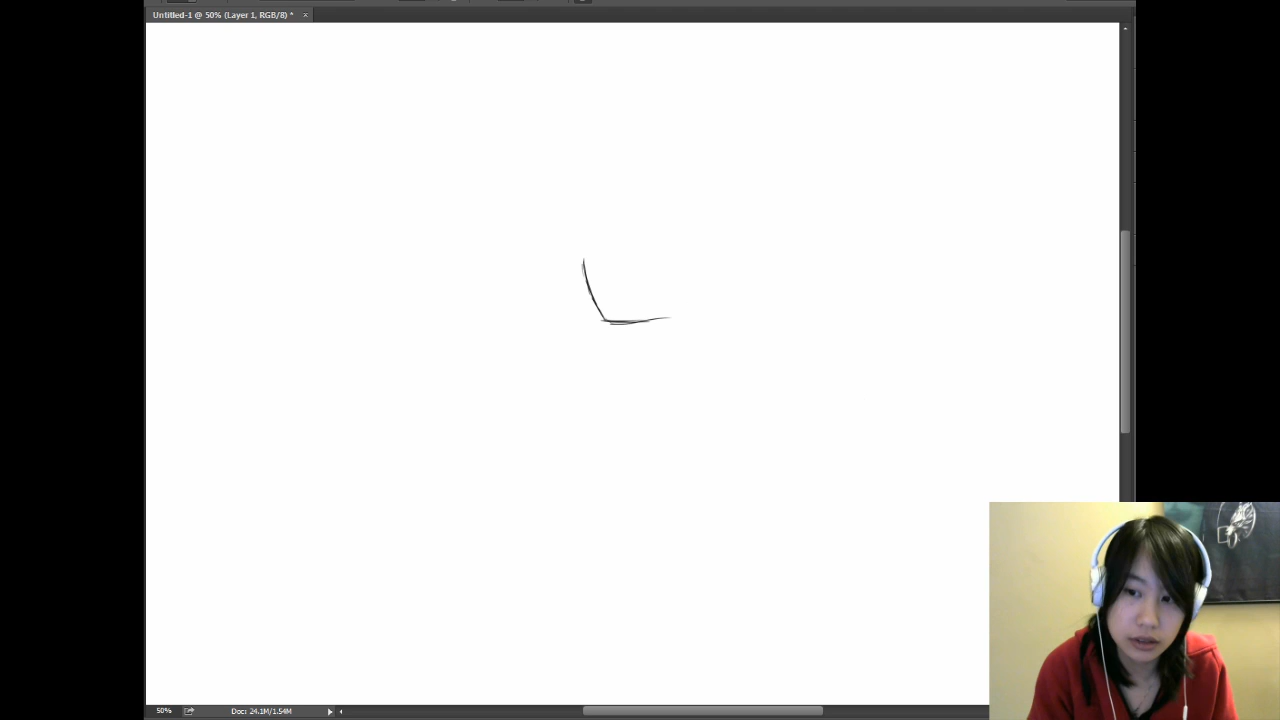 Untitled-1 @ 50% (Layer 1, RGB/8) * ×
50%
Doc: 24.1M/1.54M